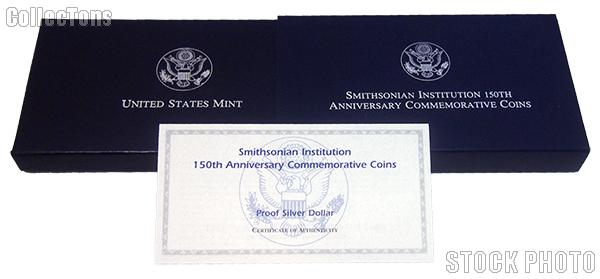 COLLECTONS
UNITED STATES MINT
SMITHSONIAN INSTITUTION 150TH
ANNIVERSARY COMMEMORATIVE COINS
Smithsonian Institution
150th Anniversary Commemorative Coins
Proof Silver Dollar
CERTIFICATE OF AUTHENTICITY
STOCK PHOTO